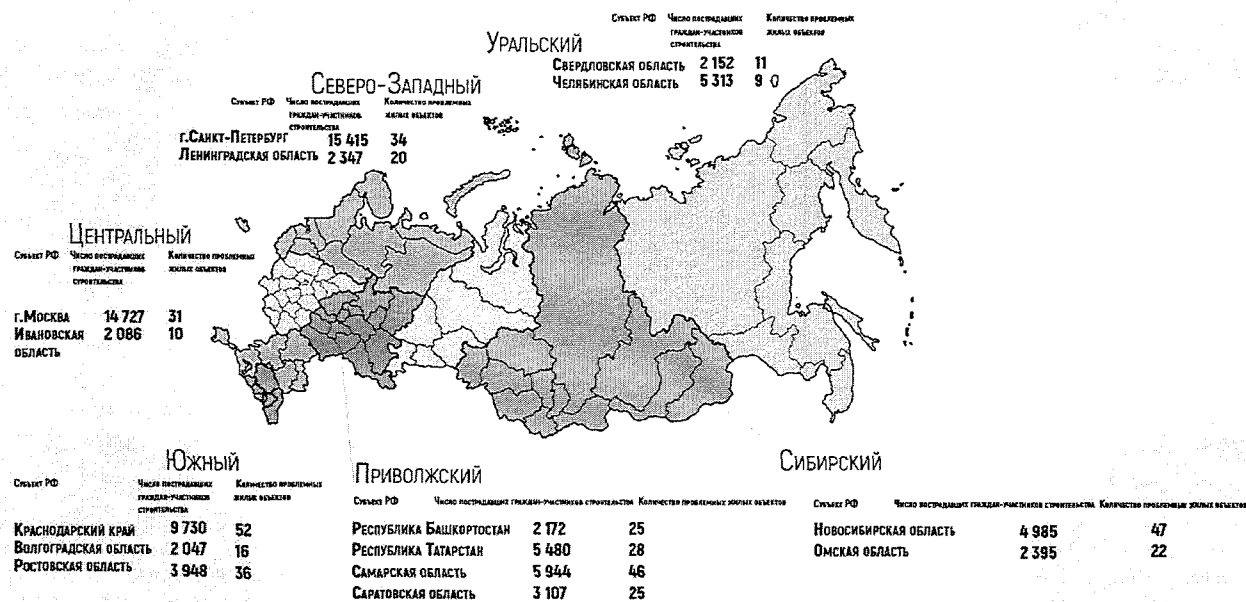 Субъект РФ Число пострадавших граждан-участников строительства Количество проблемных жилых объектов
Уральский
Свердловская область 2 152 11
Челябинская область 5 313 9
Северо-Западный
Субъект РФ Число пострадавших граждан-участников строительства Количество проблемных жилых объектов
г.Санкт-Петербург 15 415 34
Ленинградская область 2 347 20
Центральный
Субъект РФ Число пострадавших граждан-участников строительства Количество проблемных жилых объектов
г.Москва 14 727 31
Ивановская 2 086 10
область
Южный
Субъект РФ Число пострадавших граждан-участников строительства Количество проблемных жилых объектов
Краснодарский край 9 730 52
Волгоградская область 2 047 16
Ростовская область 3 948 36
Приволжский
Субъект РФ Число пострадавших граждан-участников строительства Количество проблемных жилых объектов
Республика Башкортостан 2 172 25
Республика Татарстан 5 480 28
Самарская область 5 944 46
Саратовская область 3 107 25
Сибирский
Субъект РФ Число пострадавших граждан-участников строительства Количество проблемных жилых объектов
Новосибирская область 4 985 47
Омская область 2 395 22